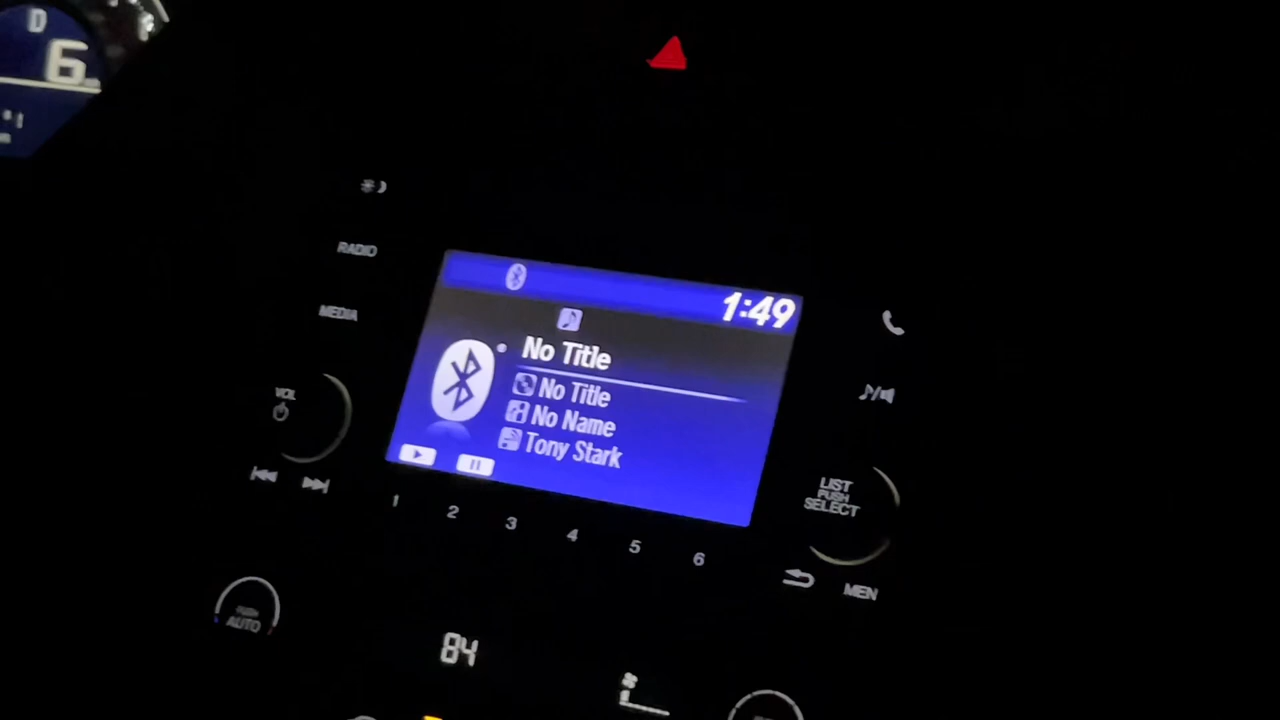 D
6
RADIO
MEDIA
VOL
1:49
No Title
No Title
No Name
Tony Stark
LIST
PUSH
SELECT
1 2 3 4 5 6
MEN
AUTO
84